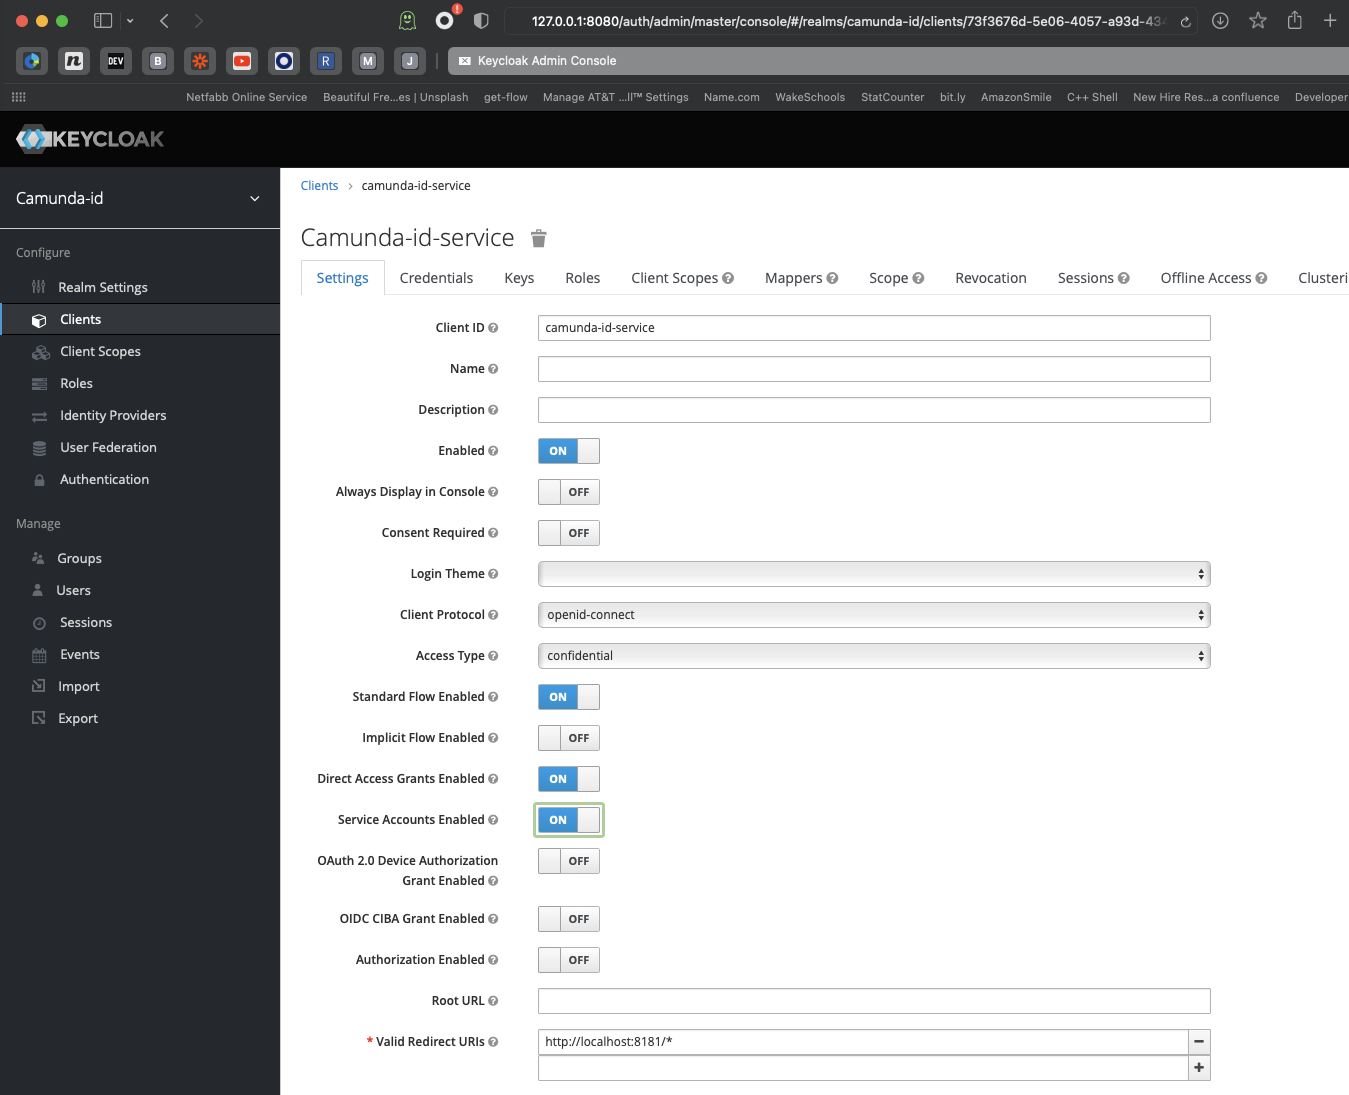 127.0.0.1:8080/auth/admin/master/console/#/realms/camunda-id/clients/73f3676d-5e06-4057-a93d-434
n DEV B R M J Keycloak Admin Console
Netfabb Online Service Beautiful Fre...es | Unsplash get-flow Manage AT&T ...ll™ Settings Name.com WakeSchools StatCounter bit.ly AmazonSmile C++ Shell New Hire Res...a confluence Developer
KEYCLOAK
Camunda-id
Configure
Realm Settings
Clients
Client Scopes
Roles
Identity Providers
User Federation
Authentication
Manage
Groups
Users
Sessions
Events
Import
Export
Clients > camunda-id-service
Camunda-id-service
Settings Credentials Keys Roles Client Scopes Mappers Scope Revocation Sessions Offline Access Clusteri
Client ID camunda-id-service
Name
Description
Enabled ON
Always Display in Console OFF
Consent Required OFF
Login Theme
Client Protocol openid-connect
Access Type confidential
Standard Flow Enabled ON
Implicit Flow Enabled OFF
Direct Access Grants Enabled ON
Service Accounts Enabled ON
OAuth 2.0 Device Authorization
Grant Enabled OFF
OIDC CIBA Grant Enabled OFF
Authorization Enabled OFF
Root URL
* Valid Redirect URIs http://localhost:8181/*